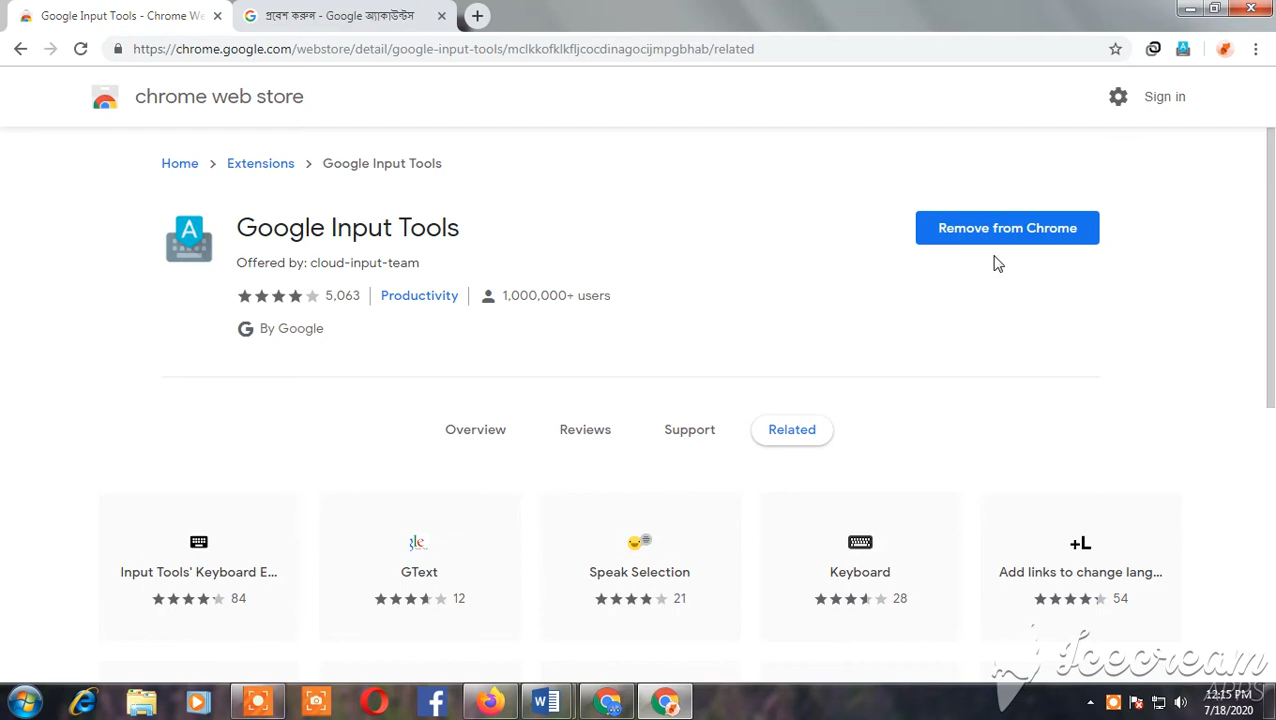 Google Input Tools - Chrome We
প্রবেশ করুন - Google অ্যাকাউন্টস
https://chrome.google.com/webstore/detail/google-input-tools/mclkkofklkfljcocdinagocijmpgbhab/related
chrome web store
Sign in
Home > Extensions > Google Input Tools
A
Google Input Tools
Remove from Chrome
Offered by: cloud-input-team
5,063
Productivity
1,000,000+ users
G By Google
Overview
Reviews
Support
Related
gle
+L
Input Tools' Keyboard E...
GText
Speak Selection
Keyboard
Add links to change lang...
84
12
21
28
54
Icecream
APPS
12:15 PM
7/18/2020